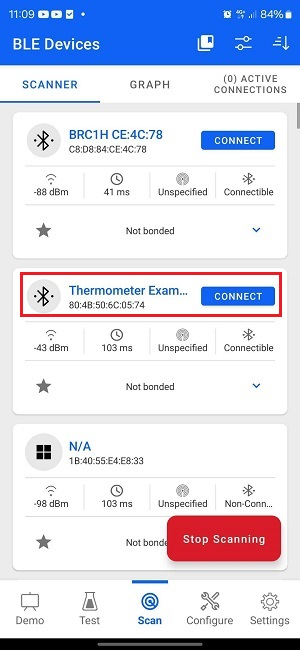 11:09 84%
BLE Devices
SCANNER GRAPH (0) ACTIVE CONNECTIONS
BRC1H CE:4C:78
C8:D8:84:CE:4C:78
CONNECT
-88 dBm 41 ms Unspecified Connectible
Not bonded
Thermometer Exam...
80:4B:50:6C:05:74
CONNECT
-43 dBm 103 ms Unspecified Connectible
Not bonded
N/A
1B:40:55:E4:E8:33
-98 dBm 103 ms Unspecified Non-Conn...
Not bonde
Stop Scanning
Demo Test Scan Configure Settings